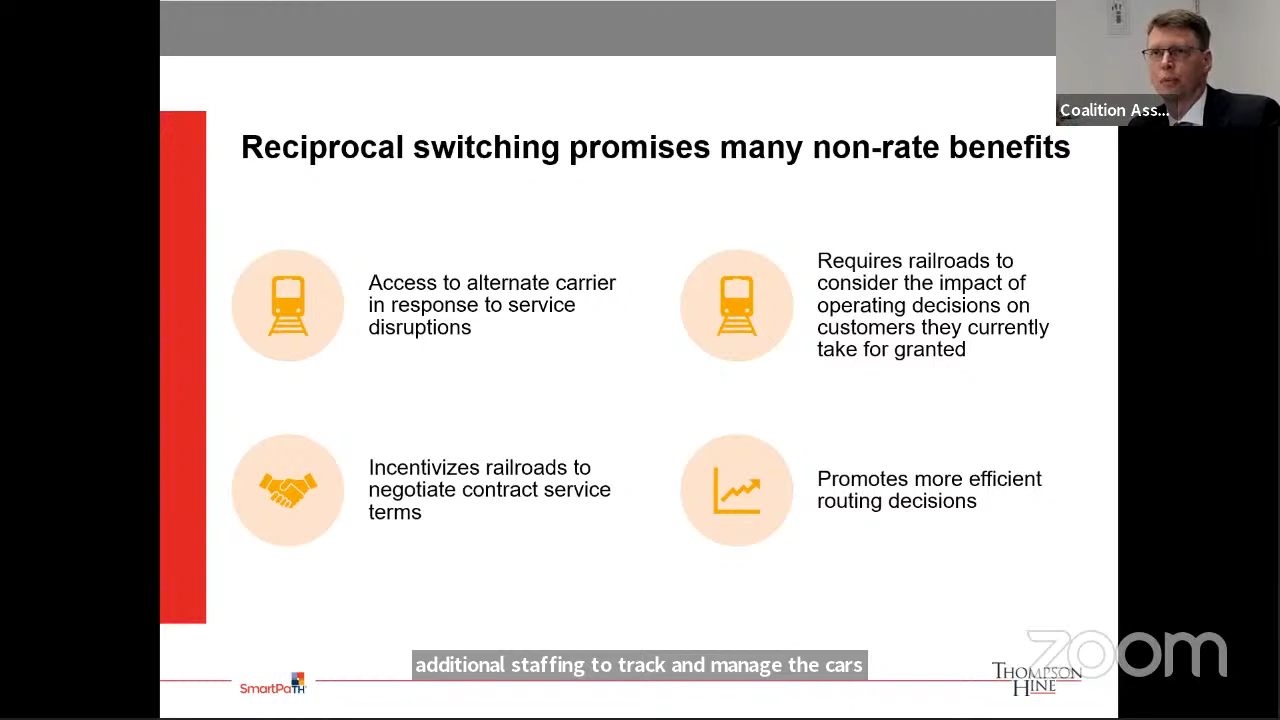 Coalition Ass...
Reciprocal switching promises many non-rate benefits
Access to alternate carrier
in response to service
disruptions
Requires railroads to
consider the impact of
operating decisions on
customers they currently
take for granted
Incentivizes railroads to
negotiate contract service
terms
Promotes more efficient
routing decisions
additional staffing to track and manage the cars
SmartPaTH
THOMPSON
HINE
zoom